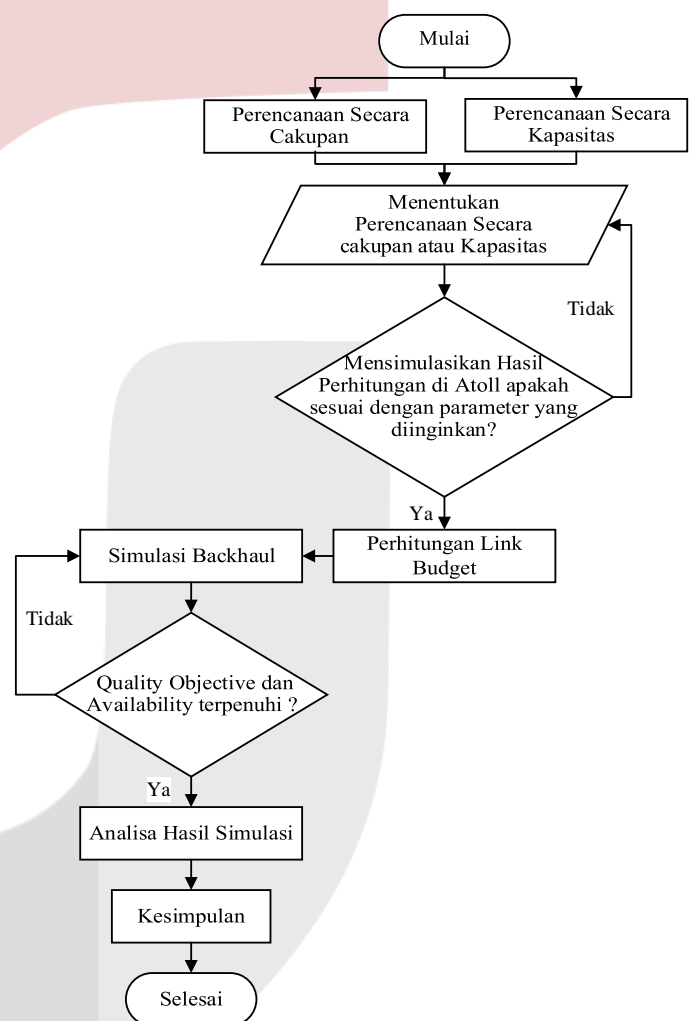 Mulai
Perencanaan Secara
Cakupan
Perencanaan Secara
Kapasitas
Menentukan
Perencanaan Secara
cakupan atau Kapasitas
Tidak
Mensimulasikan Hasil
Perhitungan di Atoll apakah
sesuai dengan parameter yang
diinginkan?
Ya
Perhitungan Link
Budget
Simulasi Backhaul
Tidak
Quality Objective dan
Availability terpenuhi ?
Ya
Analisa Hasil Simulasi
Kesimpulan
Selesai